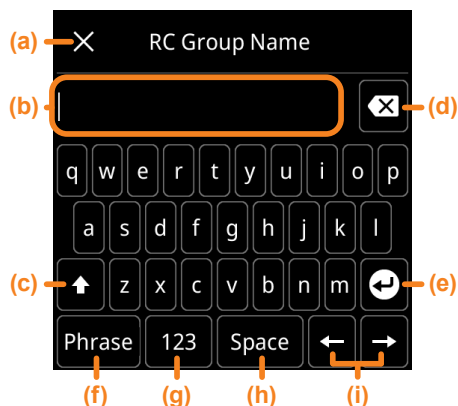 (a) RC Group Name
(b) (d)
q w e r t y u i o p
a s d f g h j k l
(c) z x c v b n m (e)
Phrase 123 Space ← →
(f) (g) (h) (i)